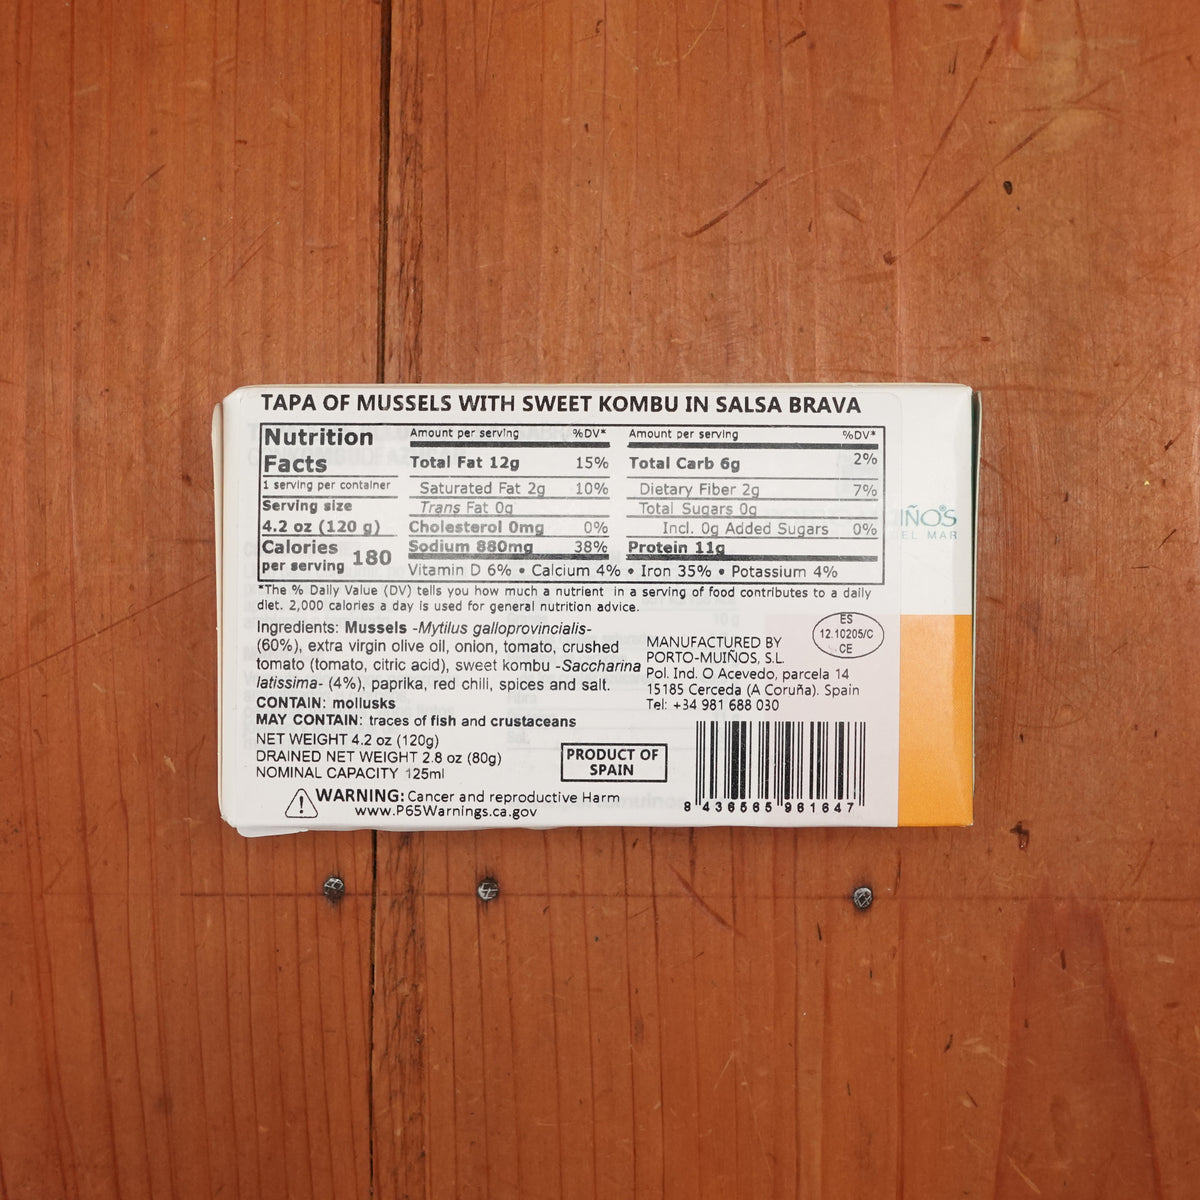 TAPA OF MUSSELS WITH SWEET KOMBU IN SALSA BRAVA
Nutrition
Facts
1 serving per container
Serving size
4.2 oz (120 g)
Calories
per serving 180
Amount per serving %DV*
Total Fat 12g 15%
Saturated Fat 2g 10%
Trans Fat 0g
Cholesterol 0mg 0%
Sodium 880mg 38%
Amount per serving %DV*
Total Carb 6g 2%
Dietary Fiber 2g 7%
Total Sugars 0g
Incl. 0g Added Sugars 0%
Protein 11g
Vitamin D 6% • Calcium 4% • Iron 35% • Potassium 4%
*The % Daily Value (DV) tells you how much a nutrient in a serving of food contributes to a daily
diet. 2,000 calories a day is used for general nutrition advice.
Ingredients: Mussels -Mytilus galloprovincialis-
(60%), extra virgin olive oil, onion, tomato, crushed
tomato (tomato, citric acid), sweet kombu -Saccharina
latissima- (4%), paprika, red chili, spices and salt.
CONTAIN: mollusks
MAY CONTAIN: traces of fish and crustaceans
NET WEIGHT 4.2 oz (120g)
DRAINED NET WEIGHT 2.8 oz (80g)
NOMINAL CAPACITY 125ml
PRODUCT OF
SPAIN
WARNING: Cancer and reproductive Harm
www.P65Warnings.ca.gov
MANUFACTURED BY
PORTO-MUIÑOS, S.L.
Pol. Ind. O Acevedo, parcela 14
15185 Cerceda (A Coruña). Spain
Tel: +34 981 688 030
ES
12.10205/C
CE
8 436565 961647
IÑOS®
DEL MAR